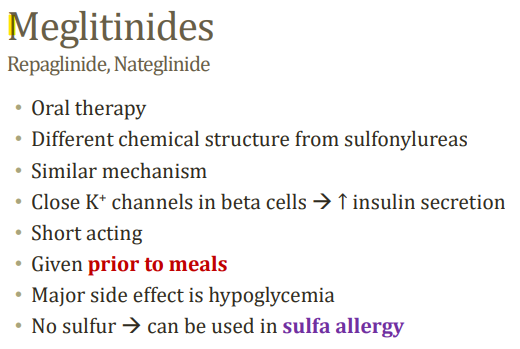 Meglitinides
Repaglinide, Nateglinide
• Oral therapy
• Different chemical structure from sulfonylureas
• Similar mechanism
• Close K⁺ channels in beta cells → ↑ insulin secretion
• Short acting
• Given prior to meals
• Major side effect is hypoglycemia
• No sulfur → can be used in sulfa allergy